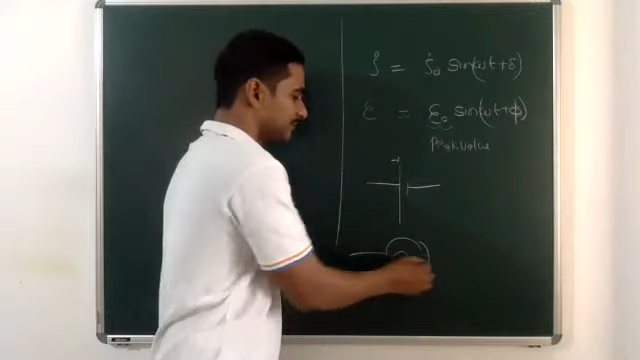 i = i₀ sin(ωt+δ)
ε = ε₀ sin(ωt+ϕ)
Peak value